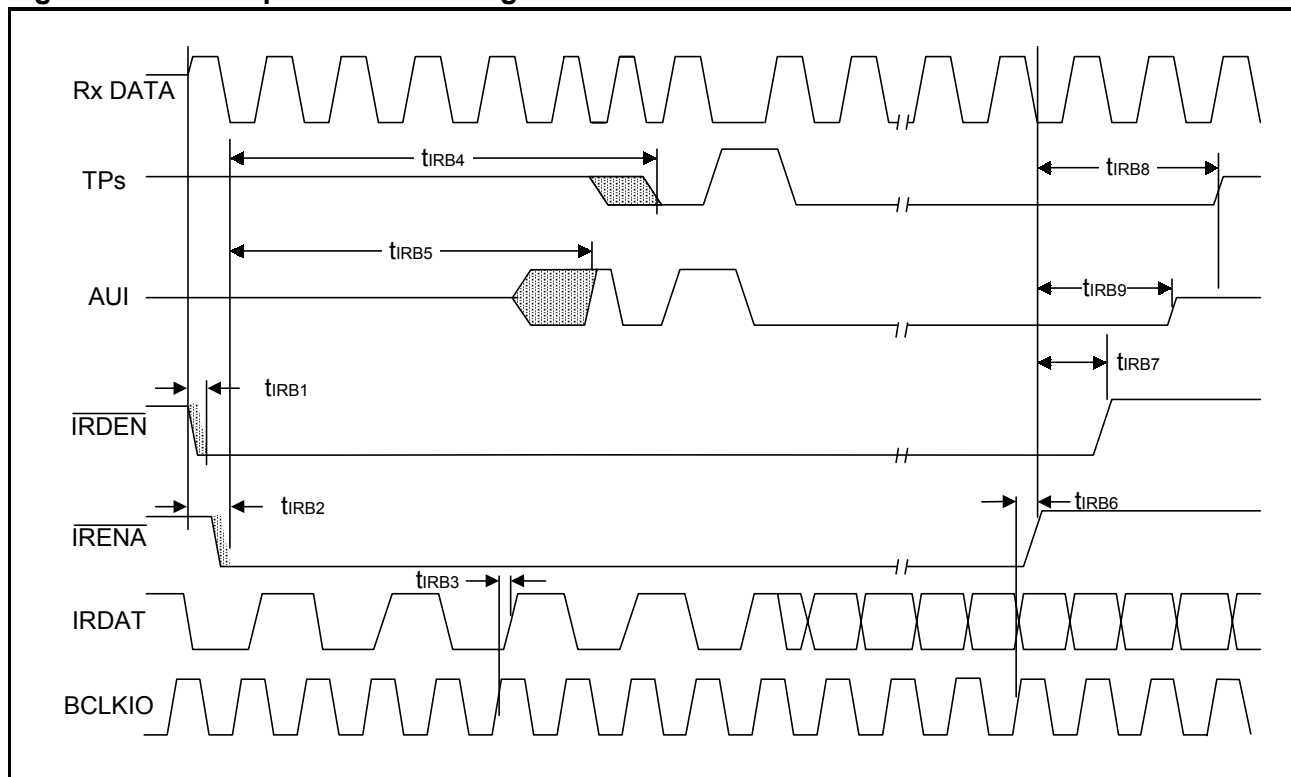 Rx DATA
tIRB4
TPs
tIRB8
tIRB5
AUI
tIRB9
tIRB7
tIRB1
IRDEN
tIRB2
tIRB6
IRENA
tIRB3
IRDAT
BCLKIO